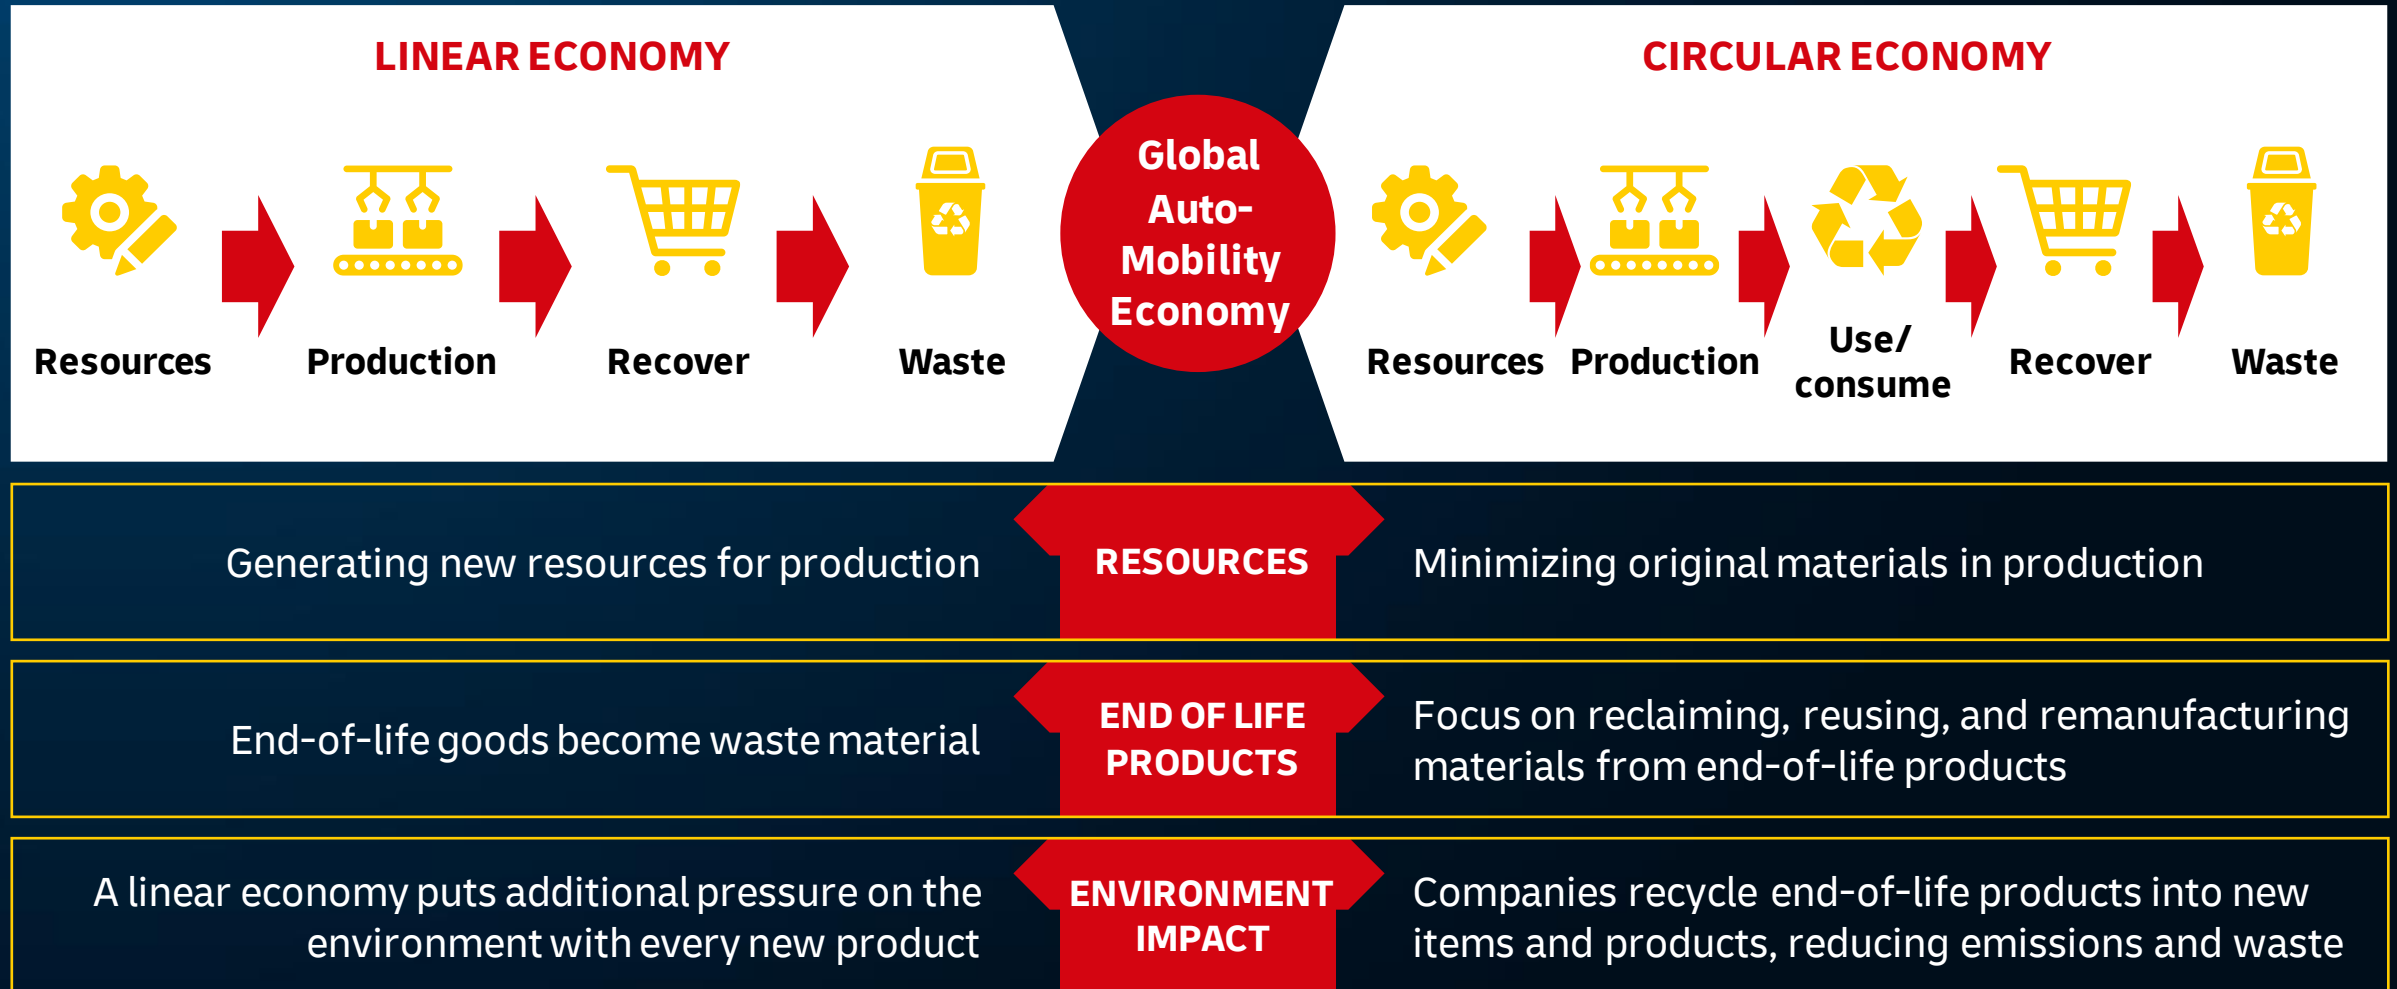 LINEAR ECONOMY
Resources
Production
Recover
Waste
Global
Auto-
Mobility
Economy
CIRCULAR ECONOMY
Resources
Production
Use/
consume
Recover
Waste
Generating new resources for production
RESOURCES
Minimizing original materials in production
End-of-life goods become waste material
END OF LIFE
PRODUCTS
Focus on reclaiming, reusing, and remanufacturing
materials from end-of-life products
A linear economy puts additional pressure on the
environment with every new product
ENVIRONMENT
IMPACT
Companies recycle end-of-life products into new
items and products, reducing emissions and waste